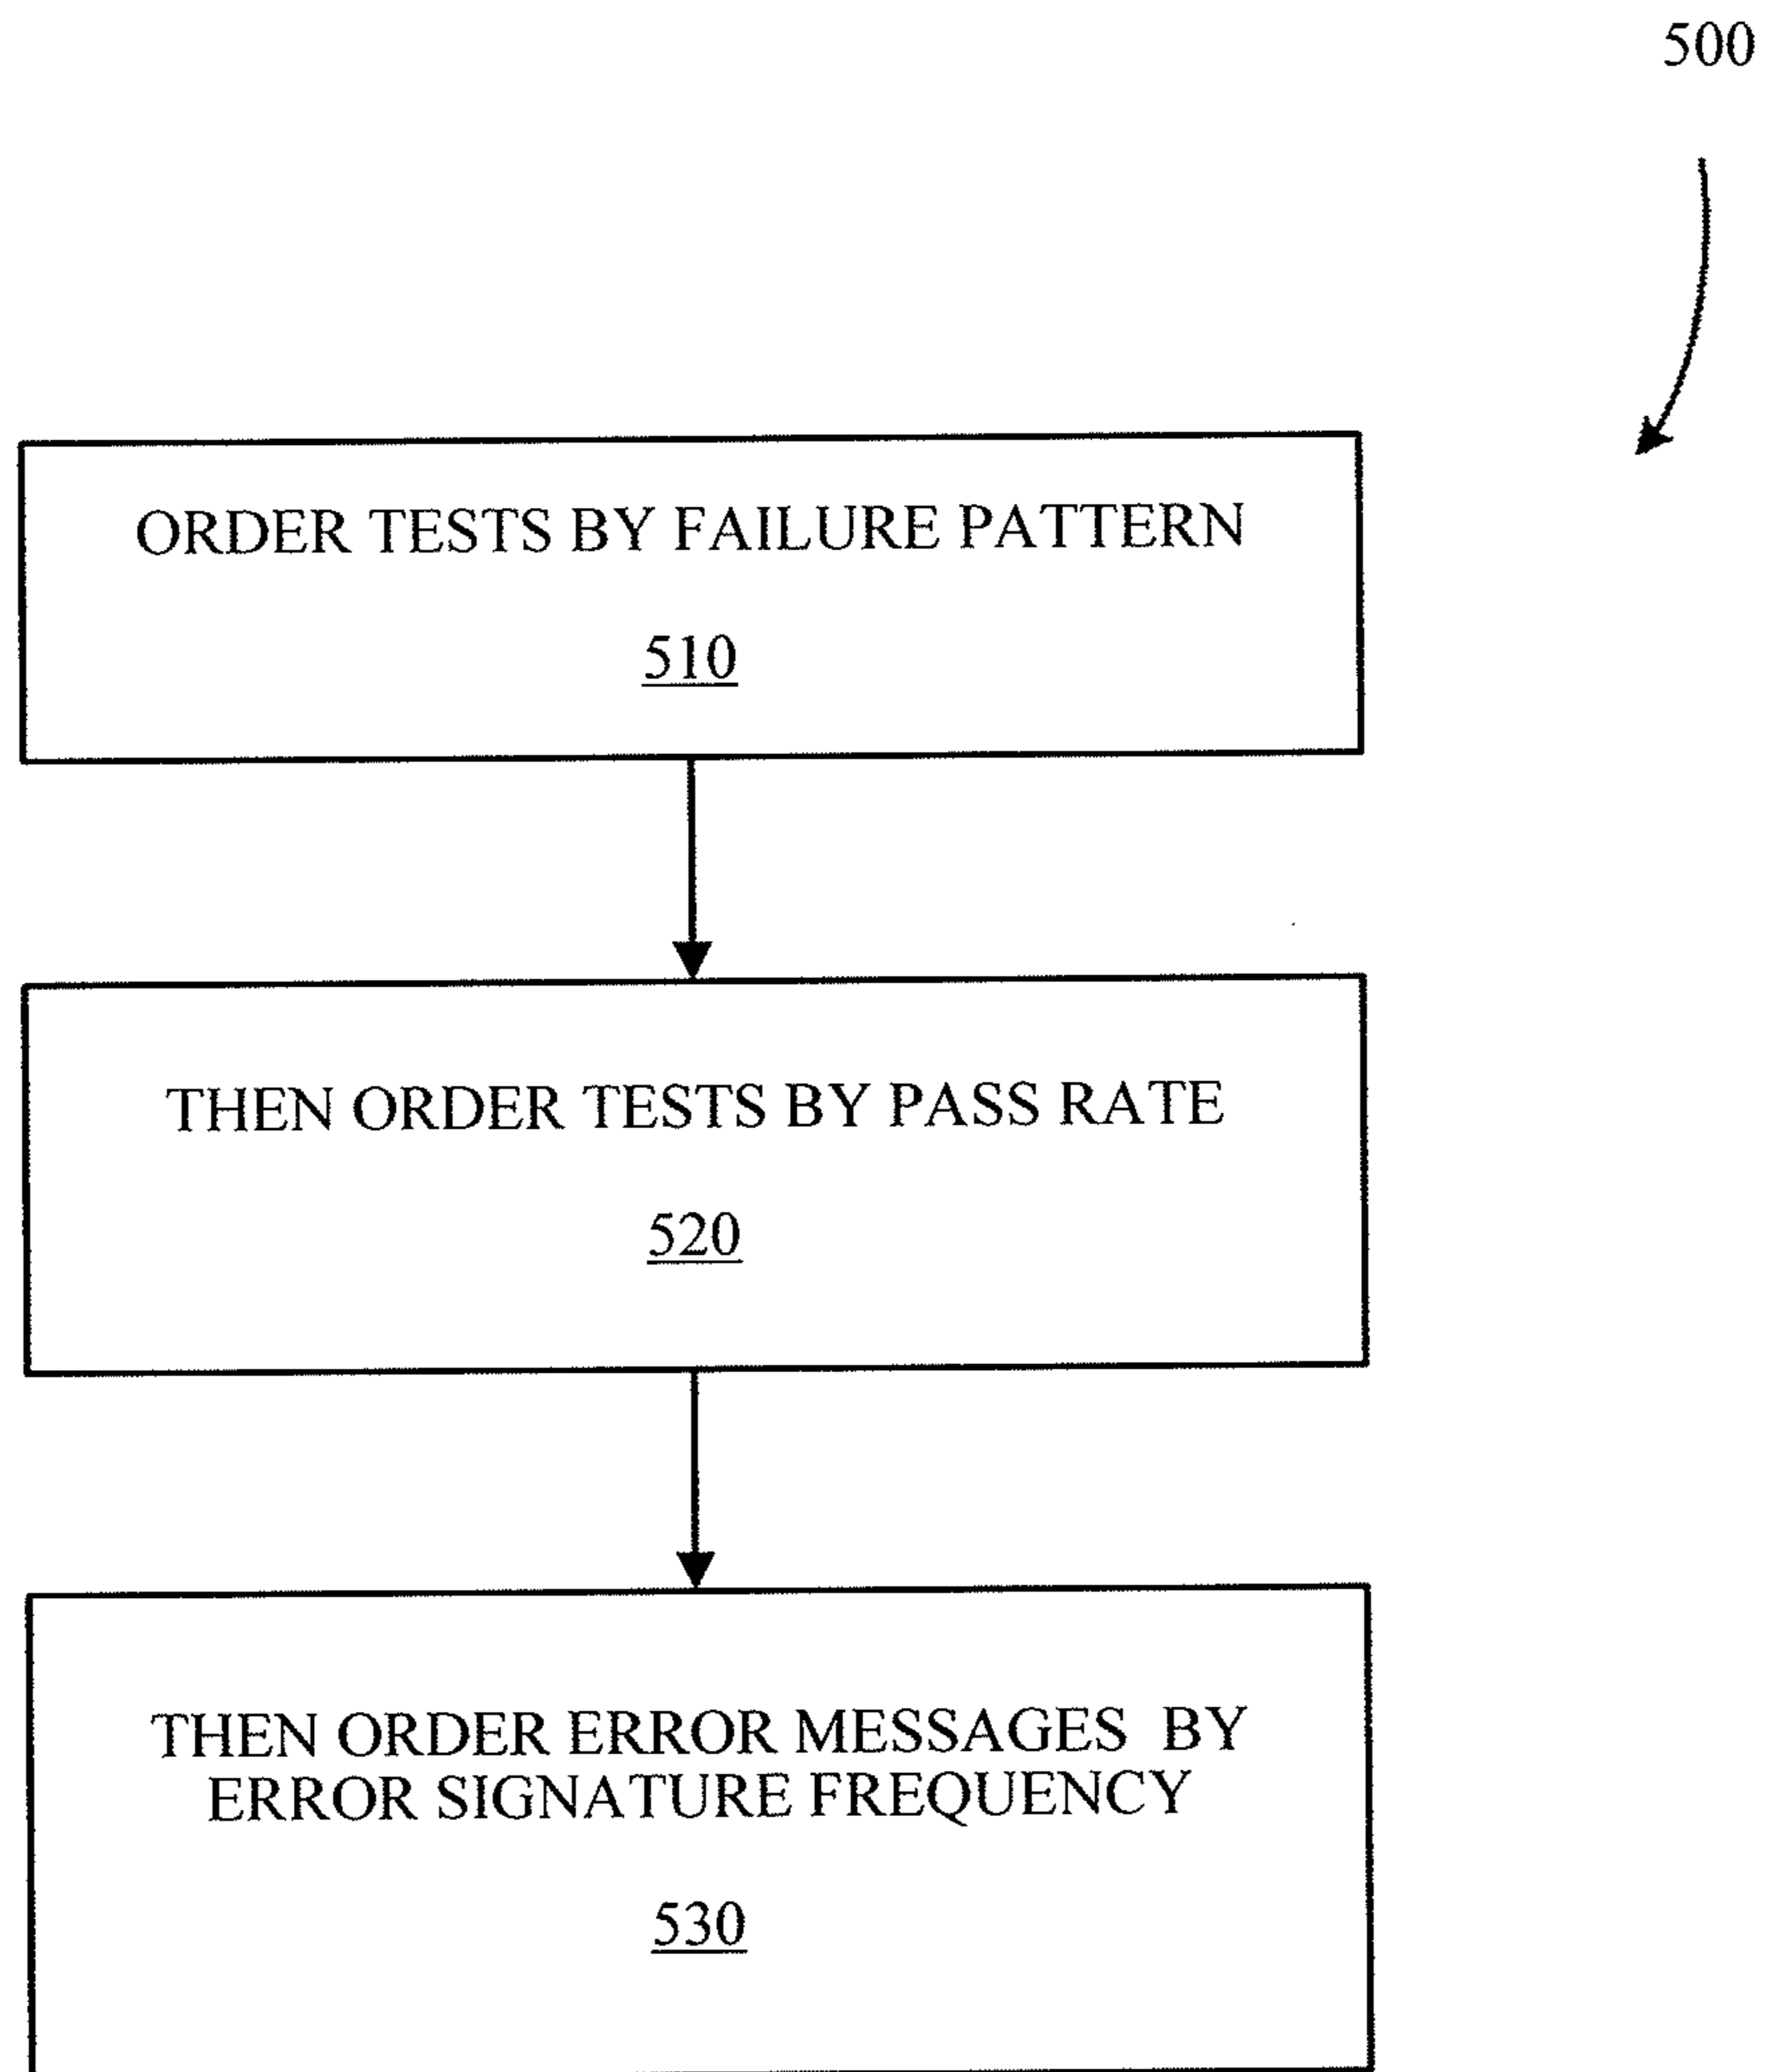 500
ORDER TESTS BY FAILURE PATTERN
510
THEN ORDER TESTS BY PASS RATE
520
THEN ORDER ERROR MESSAGES BY
ERROR SIGNATURE FREQUENCY
530